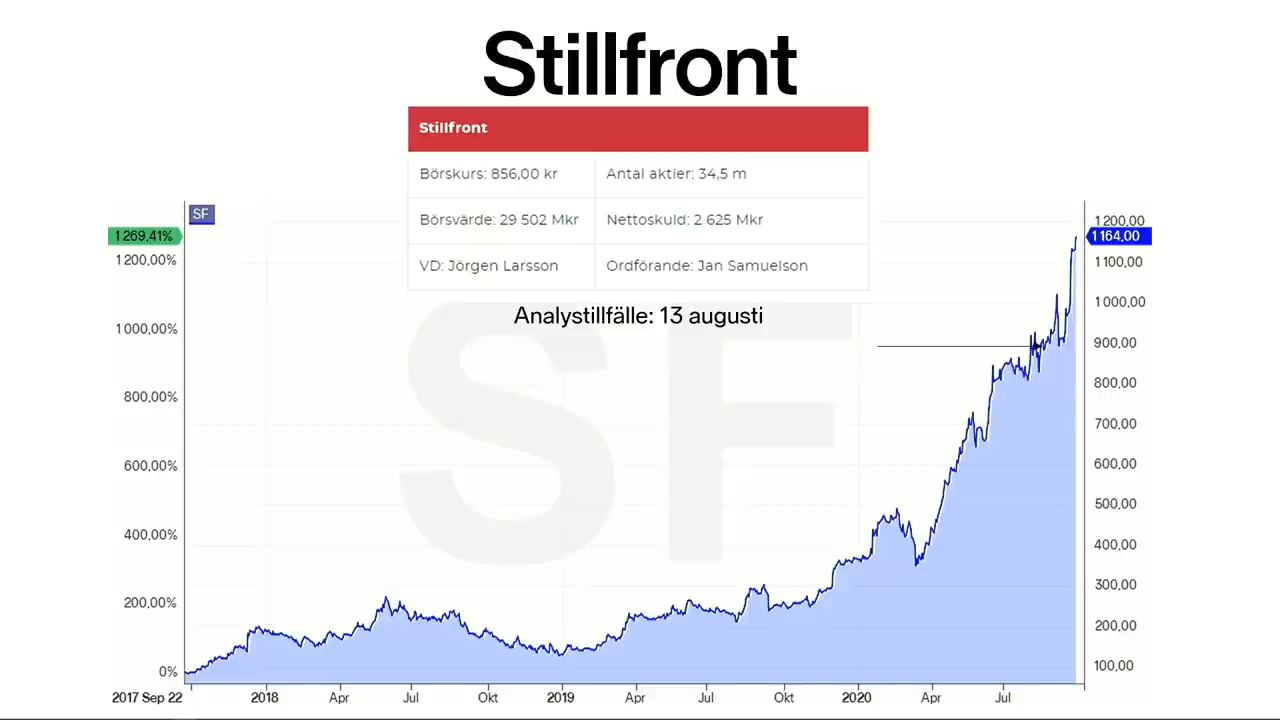 Stillfront
Stillfront
Börskurs: 856,00 kr
Antal aktier: 34,5 m
Börsvärde: 29 502 Mkr
Nettoskuld: 2 625 Mkr
VD: Jörgen Larsson
Ordförande: Jan Samuelson
Analystillfälle: 13 augusti
SF
SF
1 269,41%
1 200,00%
1 000,00%
800,00%
600,00%
400,00%
200,00%
0%
1 200,00
1 164,00
1 100,00
1 000,00
900,00
800,00
700,00
600,00
500,00
400,00
300,00
200,00
100,00
2017 Sep 22
2018
Apr
Jul
Okt
2019
Apr
Jul
Okt
2020
Apr
Jul